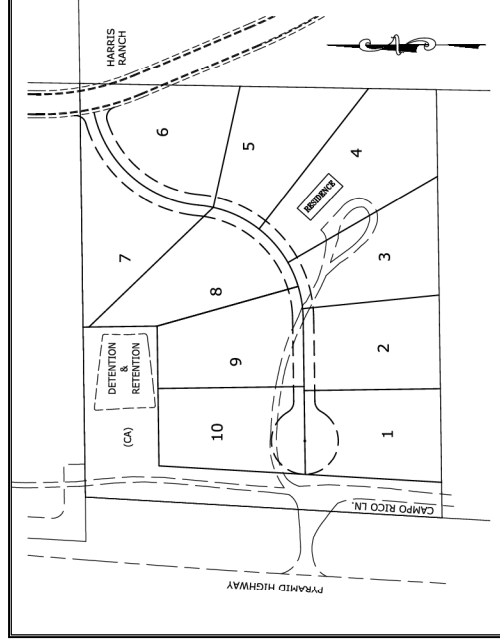 HARRIS
RANCH
6
5
4
RESIDENCE
3
7
8
DETENTION
&
RETENTION
(CA)
9
2
10
1
CAMPO RICO LN.
PYRAMID HIGHWAY